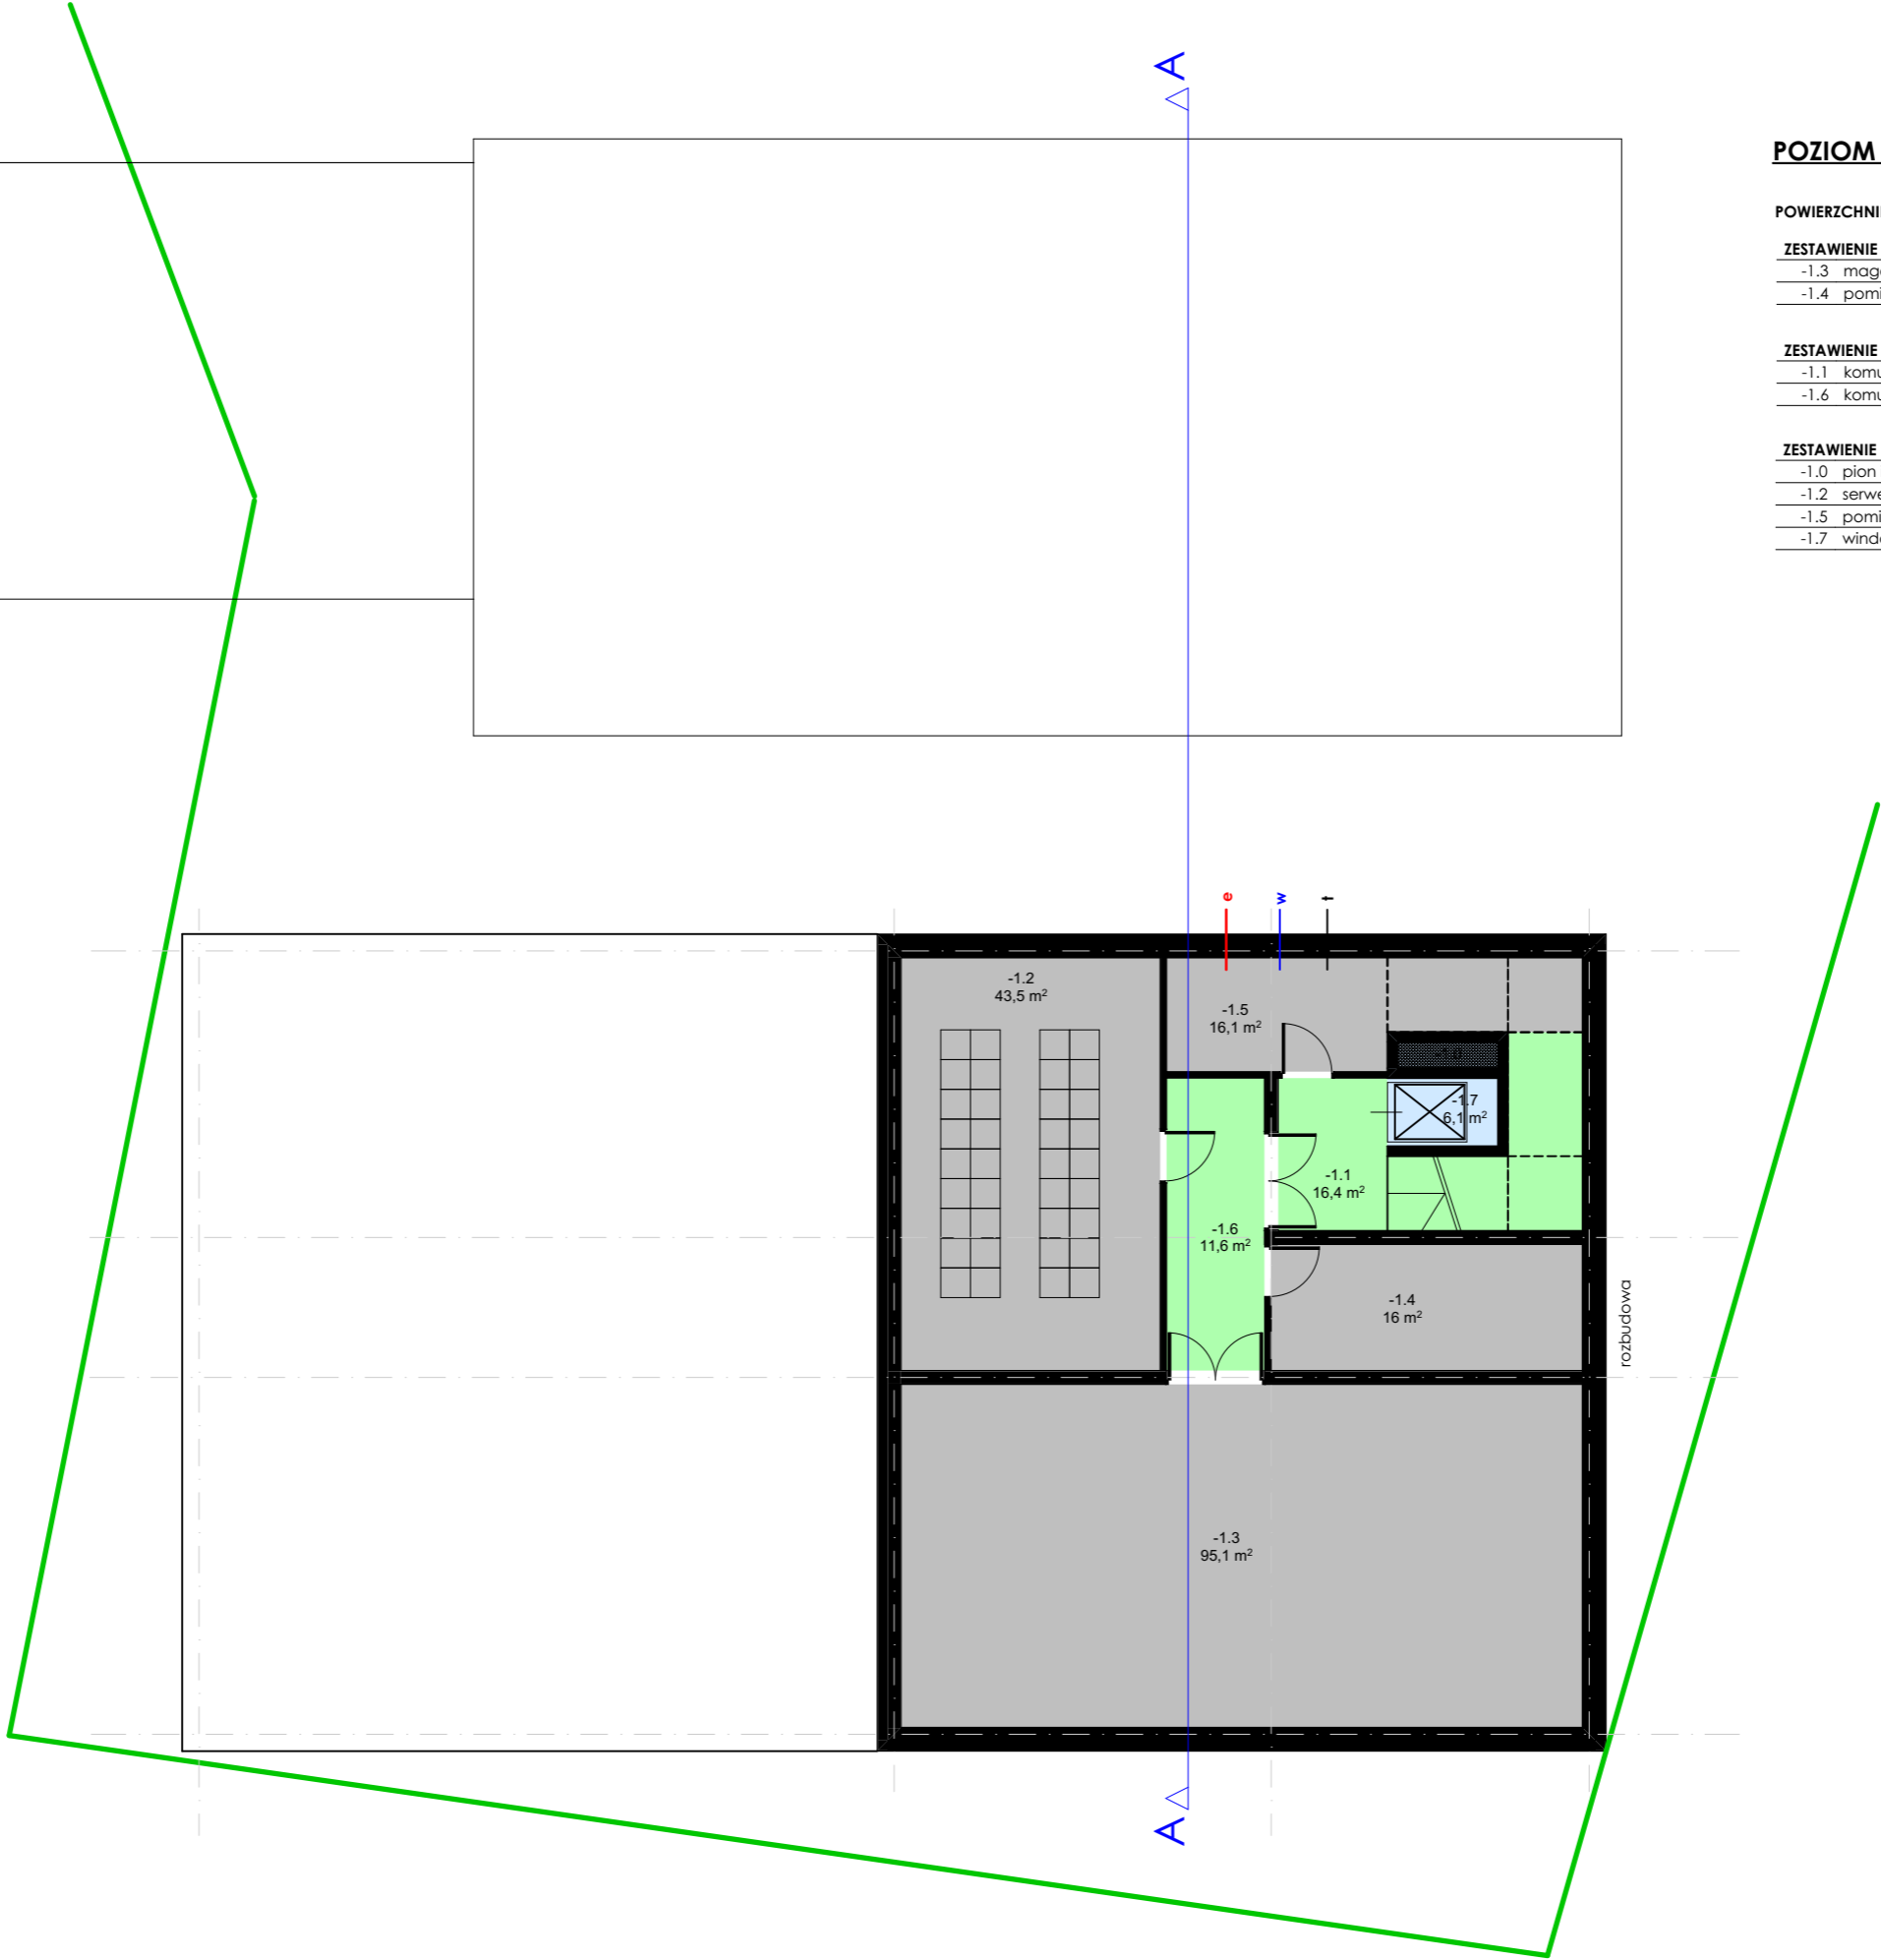 A
POZIOM
POWIERZCHNI
ZESTAWIENIE
-1.3 mag
-1.4 pomi
ZESTAWIENIE
-1.1 komu
-1.6 komu
ZESTAWIENIE
-1.0 pion
-1.2 serwe
-1.5 pomi
-1.7 wind
e
w
t
-1.2
43,5 m²
-1.5
16,1 m²
-1.0
-1.7
6,1 m²
-1.1
16,4 m²
-1.6
11,6 m²
-1.4
16 m²
rozbudowa
-1.3
95,1 m²
A